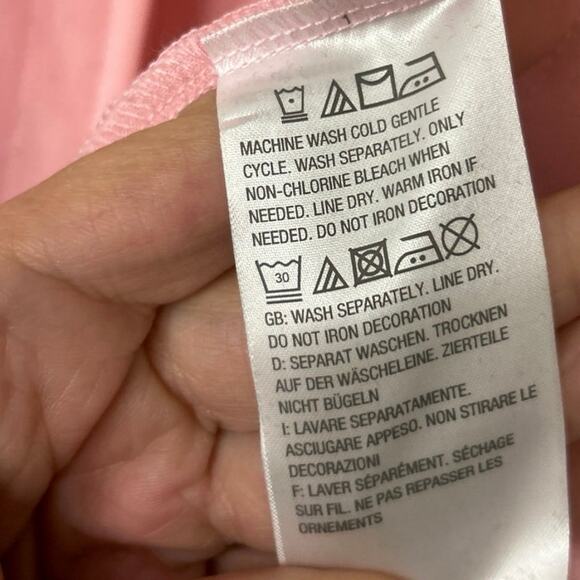 MACHINE WASH COLD GENTLE
CYCLE. WASH SEPARATELY. ONLY
NON-CHLORINE BLEACH WHEN
NEEDED. LINE DRY. WARM IRON IF
NEEDED. DO NOT IRON DECORATION
30
GB: WASH SEPARATELY. LINE DRY.
DO NOT IRON DECORATION
D: SEPARAT WASCHEN. TROCKNEN
AUF DER WÄSCHELEINE. ZIERTEILE
NICHT BÜGELN
I: LAVARE SEPARATAMENTE.
ASCIUGARE APPESO. NON STIRARE LE
DECORAZIONI
F: LAVER SÉPARÉMENT. SÉCHAGE
SUR FIL. NE PAS REPASSER LES
ORNEMENTS